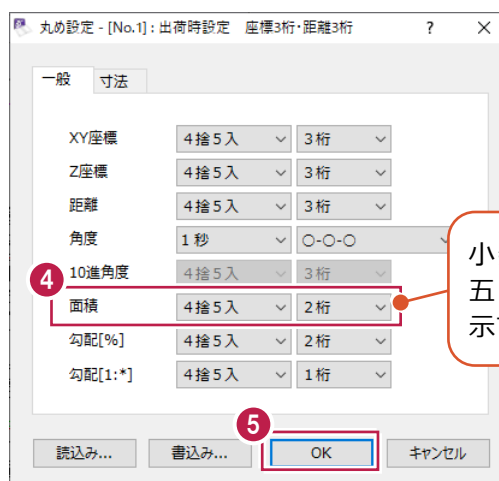 丸め設定 - [No.1] : 出荷時設定　座標3桁・距離3桁 ? ×
一般 寸法
XY座標 4捨5入 3桁
Z座標 4捨5入 3桁
距離 4捨5入 3桁
角度 1秒 ○-○-○
10進角度 4捨5入 3桁
4
面積 4捨5入 2桁
勾配[%] 4捨5入 2桁
勾配[1:*] 4捨5入 1桁
小
五
示
5
読込み... 書込み... OK キャンセル